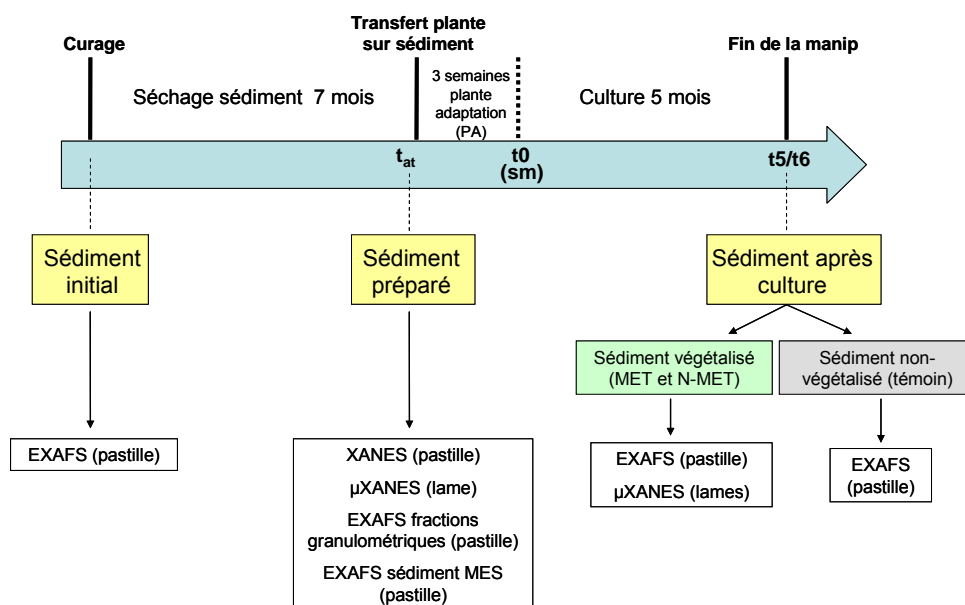 Curage
Transfert plante
sur sédiment
Fin de la manip
Séchage sédiment 7 mois
3 semaines
plante
adaptation
(PA)
Culture 5 mois
tat
t0
(sm)
t5/t6
Sédiment
initial
Sédiment
préparé
Sédiment après
culture
Sédiment végétalisé
(MET et N-MET)
Sédiment non-
végétalisé (témoin)
EXAFS (pastille)
XANES (pastille)
µXANES (lame)
EXAFS fractions
granulométriques (pastille)
EXAFS sédiment MES
(pastille)
EXAFS (pastille)
µXANES (lames)
EXAFS
(pastille)